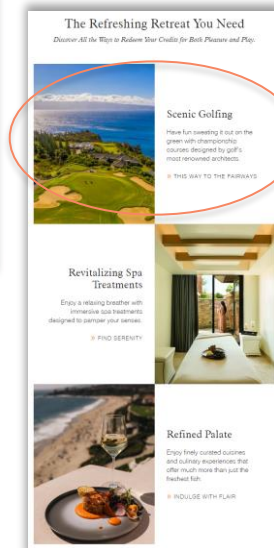 The Refreshing Retreat You Need
Discover All the Ways to Redeem Your Credits for Both Pleasure and Play.
Scenic Golfing
Have fun sweating it out on the
green with championship
courses designed by golf's
most renowned architects.
» THIS WAY TO THE FAIRWAYS
Revitalizing Spa
Treatments
Enjoy a relaxing breather with
immersive spa treatments
designed to pamper your senses.
» FIND SERENITY
Refined Palate
Enjoy finely curated cuisines
and culinary experiences that
offer much more than just the
freshest fish.
» INDULGE WITH FLAIR